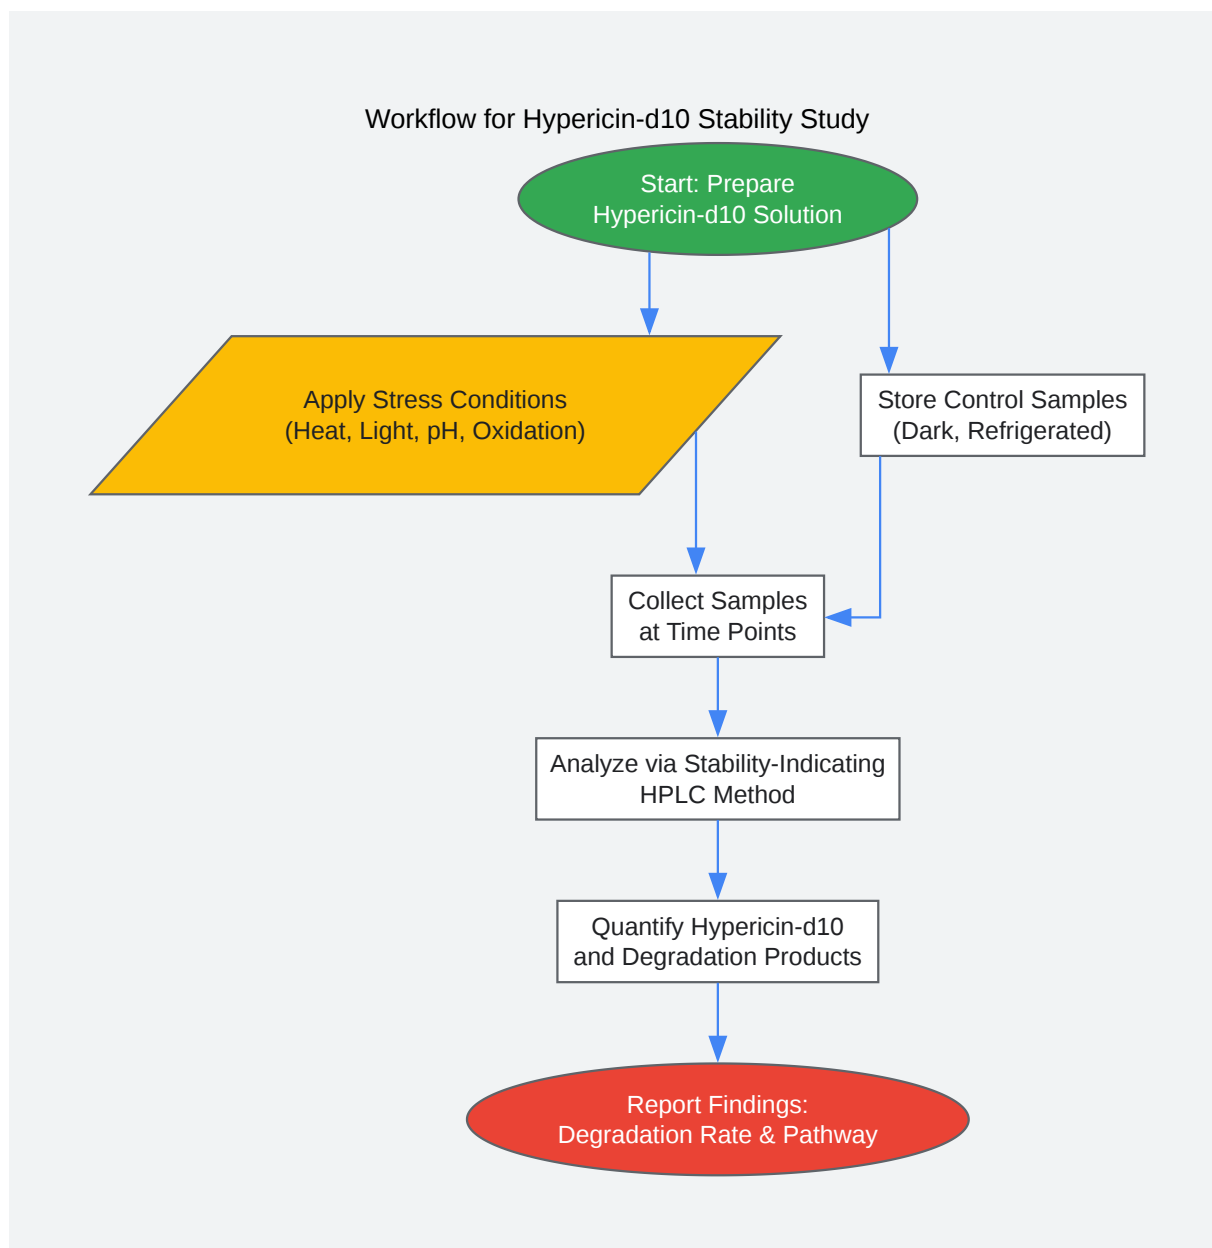 Workflow for Hypericin-d10 Stability Study
Start: Prepare
Hypericin-d10 Solution
Apply Stress Conditions
(Heat, Light, pH, Oxidation)
Store Control Samples
(Dark, Refrigerated)
Collect Samples
at Time Points
Analyze via Stability-Indicating
HPLC Method
Quantify Hypericin-d10
and Degradation Products
Report Findings:
Degradation Rate & Pathway